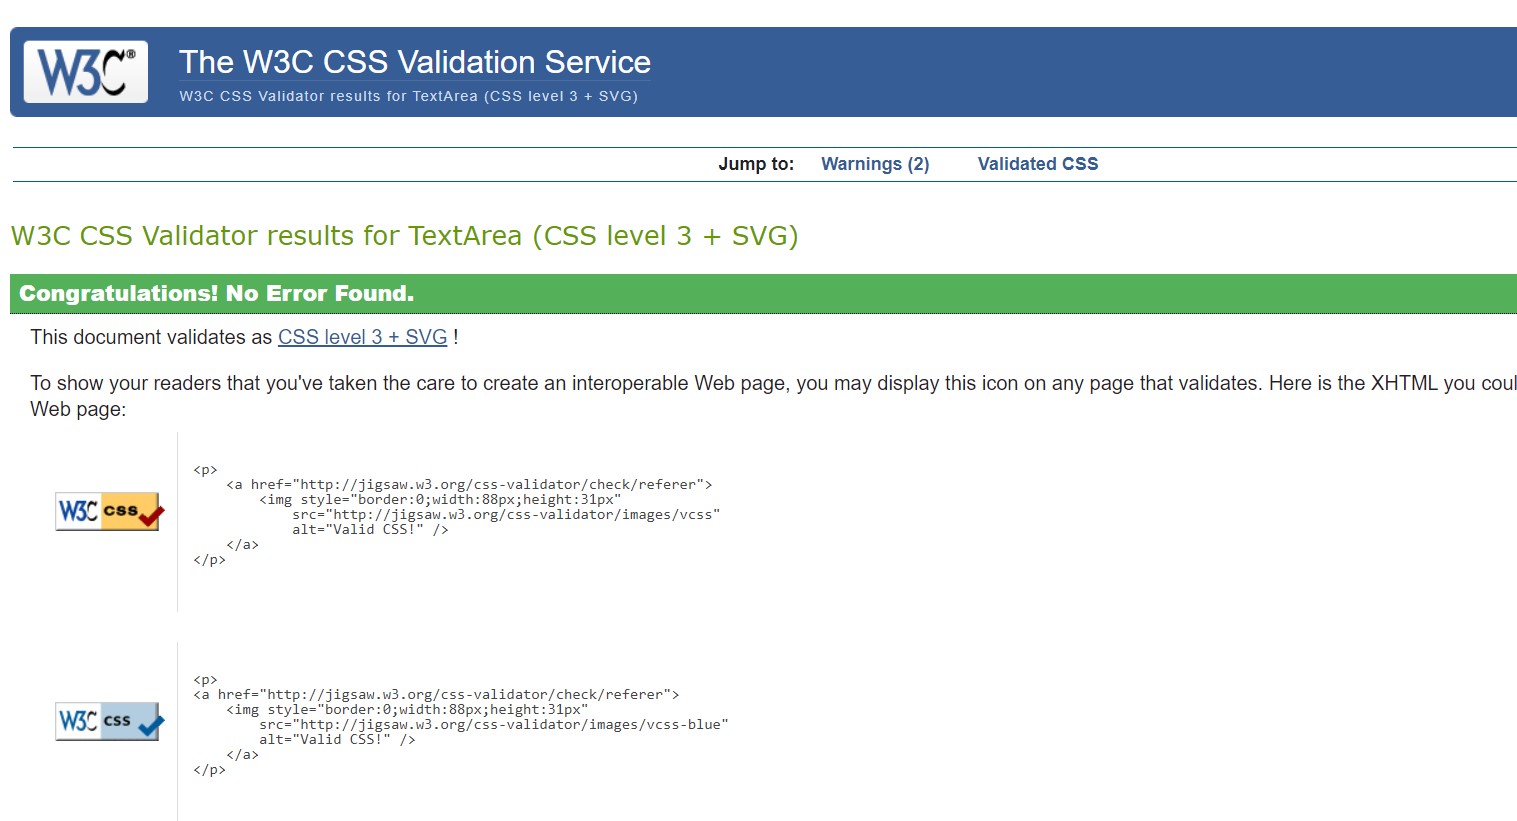 W3C®
The W3C CSS Validation Service
W3C CSS Validator results for TextArea (CSS level 3 + SVG)
Jump to: Warnings (2) Validated CSS
W3C CSS Validator results for TextArea (CSS level 3 + SVG)
Congratulations! No Error Found.
This document validates as CSS level 3 + SVG !
To show your readers that you've taken the care to create an interoperable Web page, you may display this icon on any page that validates. Here is the XHTML you coul
Web page:
<p>
<a href="http://jigsaw.w3.org/css-validator/check/referer">
<img style="border:0;width:88px;height:31px"
W3C css
src="http://jigsaw.w3.org/css-validator/images/vcss"
alt="Valid CSS!" />
</a>
</p>
<p>
<a href="http://jigsaw.w3.org/css-validator/check/referer">
<img style="border:0;width:88px;height:31px"
W3C css
src="http://jigsaw.w3.org/css-validator/images/vcss-blue"
alt="Valid CSS!" />
</a>
</p>